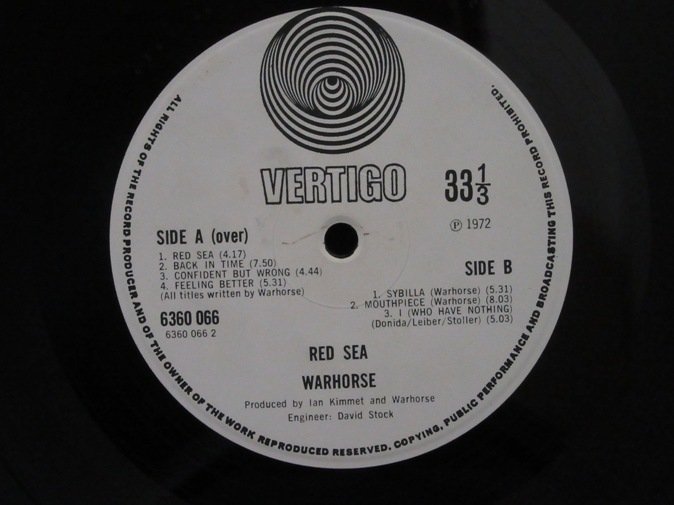 VERTIGO
33 1/3
Ⓟ 1972
SIDE A (over)
1. RED SEA (4.17)
2. BACK IN TIME (7.50)
3. CONFIDENT BUT WRONG (4.44)
4. FEELING BETTER (5.31)
(All titles written by Warhorse)
6360 066
6360 066 2
SIDE B
1. SYBILLA (Warhorse) (5.31)
2. MOUTHPIECE (Warhorse) (8.03)
3. I (WHO HAVE NOTHING)
(Donida/Leiber/Stoller) (5.03)
RED SEA
WARHORSE
Produced by Ian Kimmet and Warhorse
Engineer: David Stock
ALL RIGHTS OF THE RECORD PRODUCER AND OF THE OWNER OF THE WORK REPRODUCED RESERVED. COPYING, PUBLIC PERFORMANCE AND BROADCASTING THIS RECORD PROHIBITED.